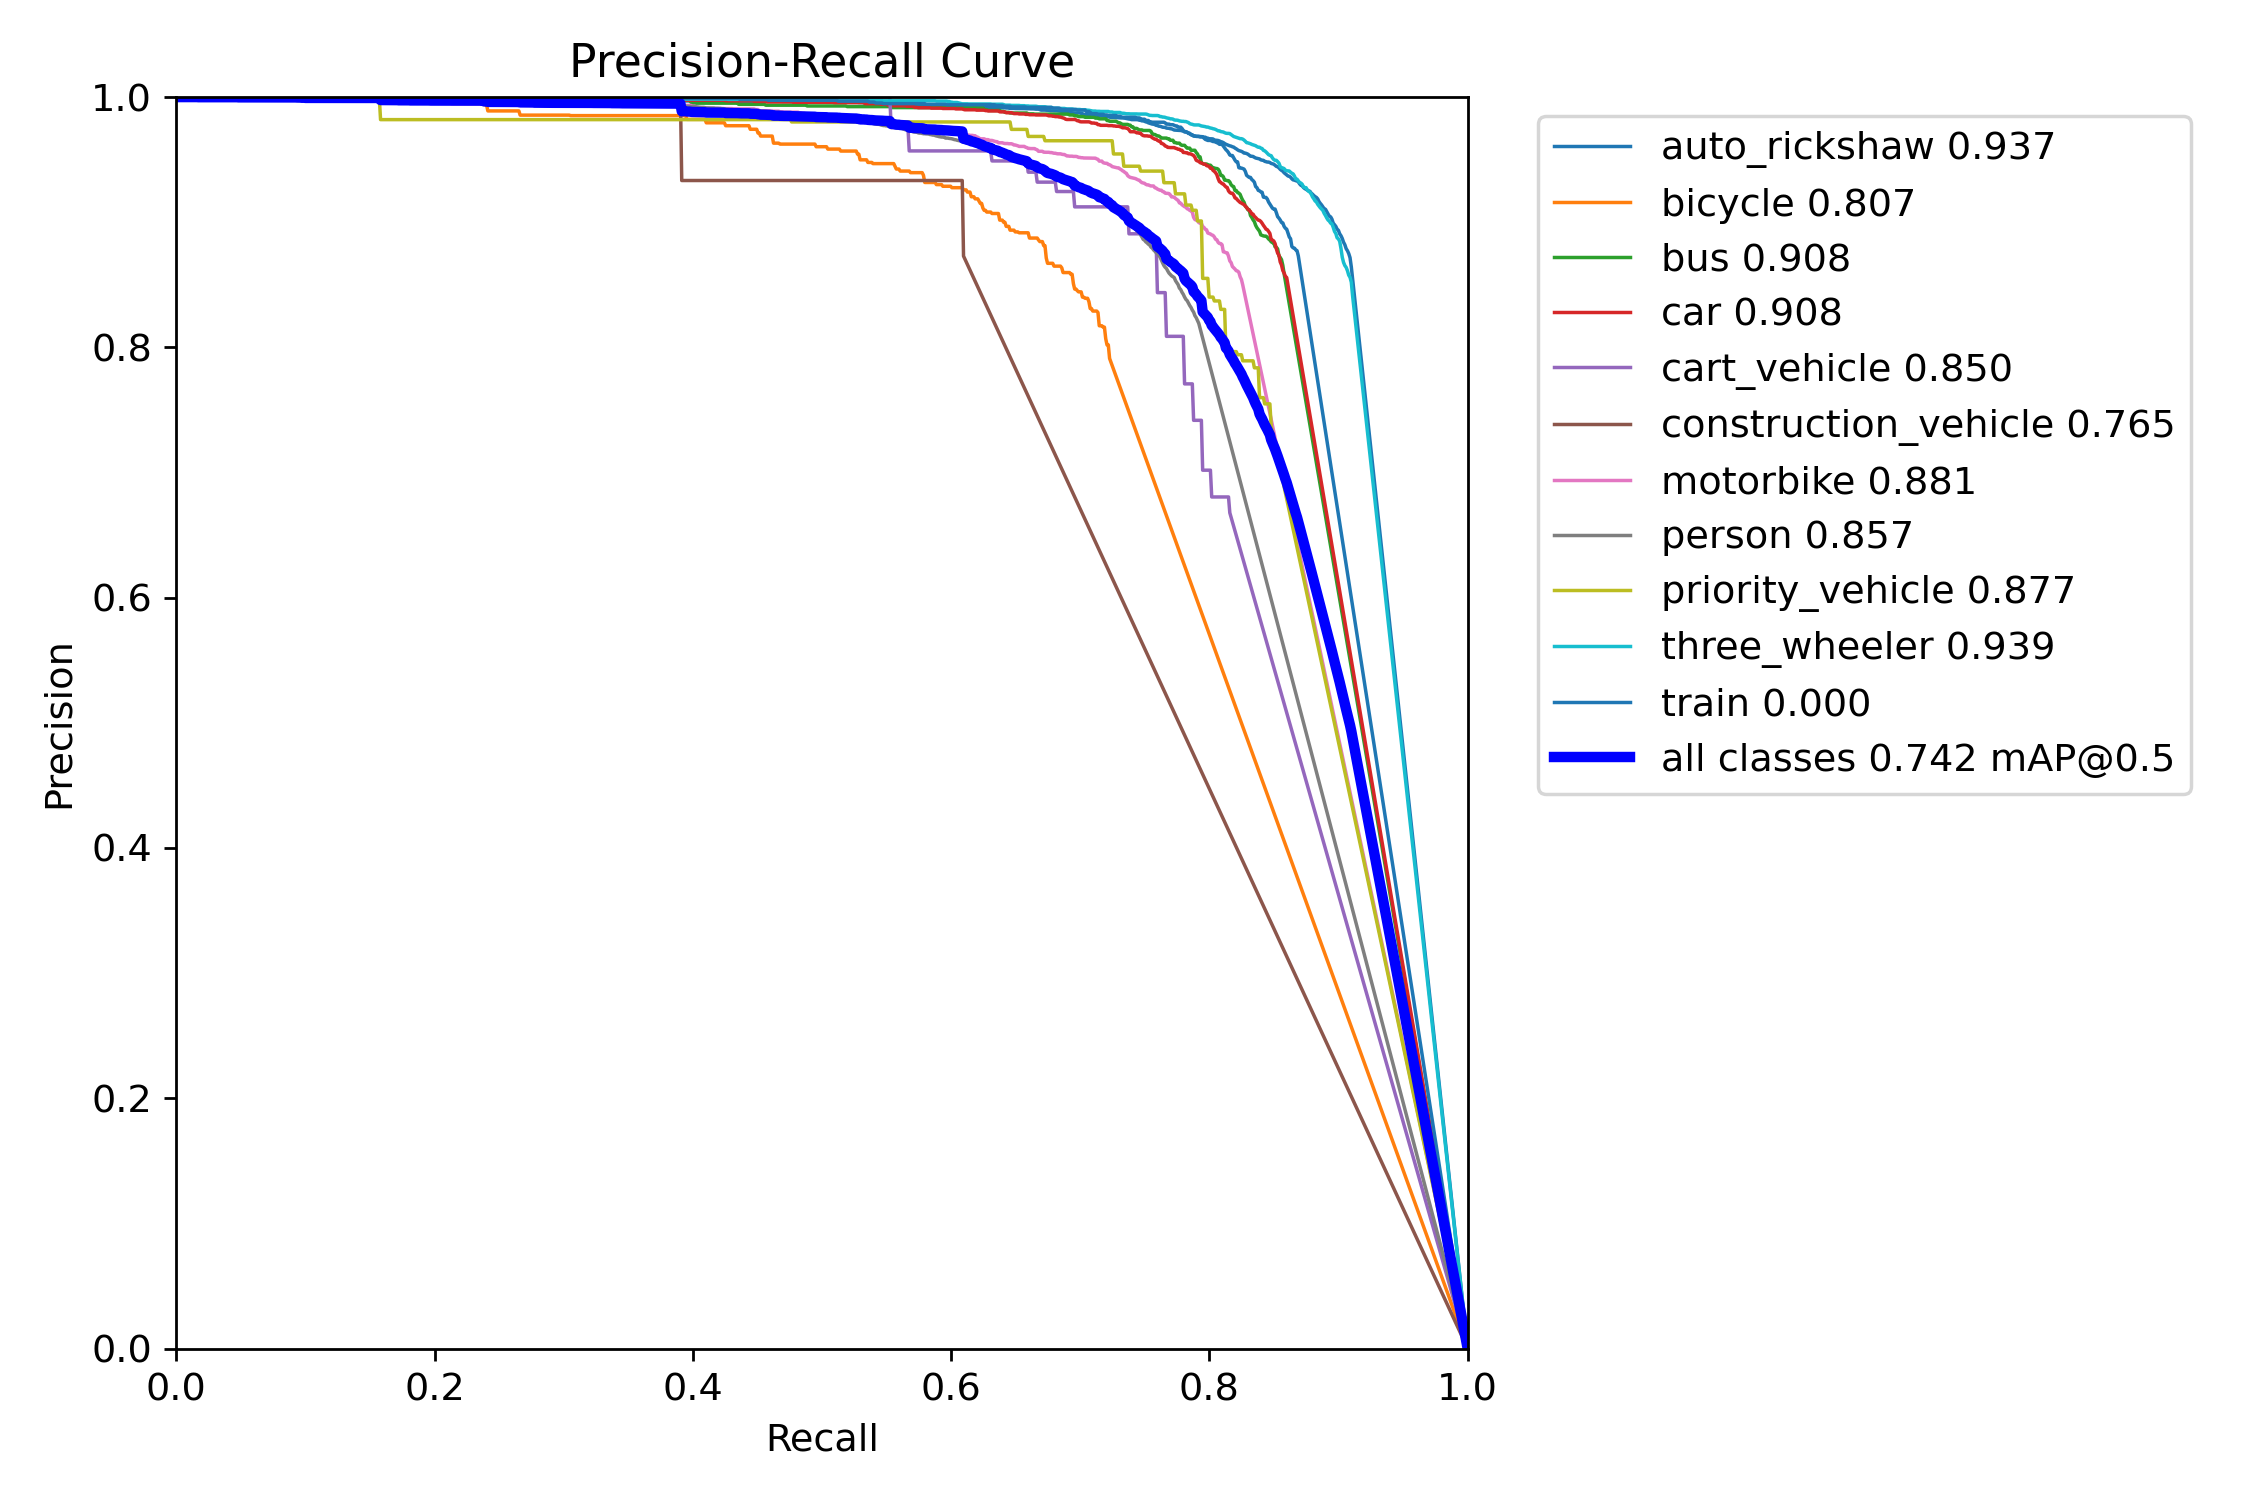 Precision-Recall Curve
1.0
0.8
0.6
0.4
0.2
0.0
Precision
0.0 0.2 0.4 0.6 0.8 1.0
Recall
auto_rickshaw 0.937
bicycle 0.807
bus 0.908
car 0.908
cart_vehicle 0.850
construction_vehicle 0.765
motorbike 0.881
person 0.857
priority_vehicle 0.877
three_wheeler 0.939
train 0.000
all classes 0.742 mAP@0.5